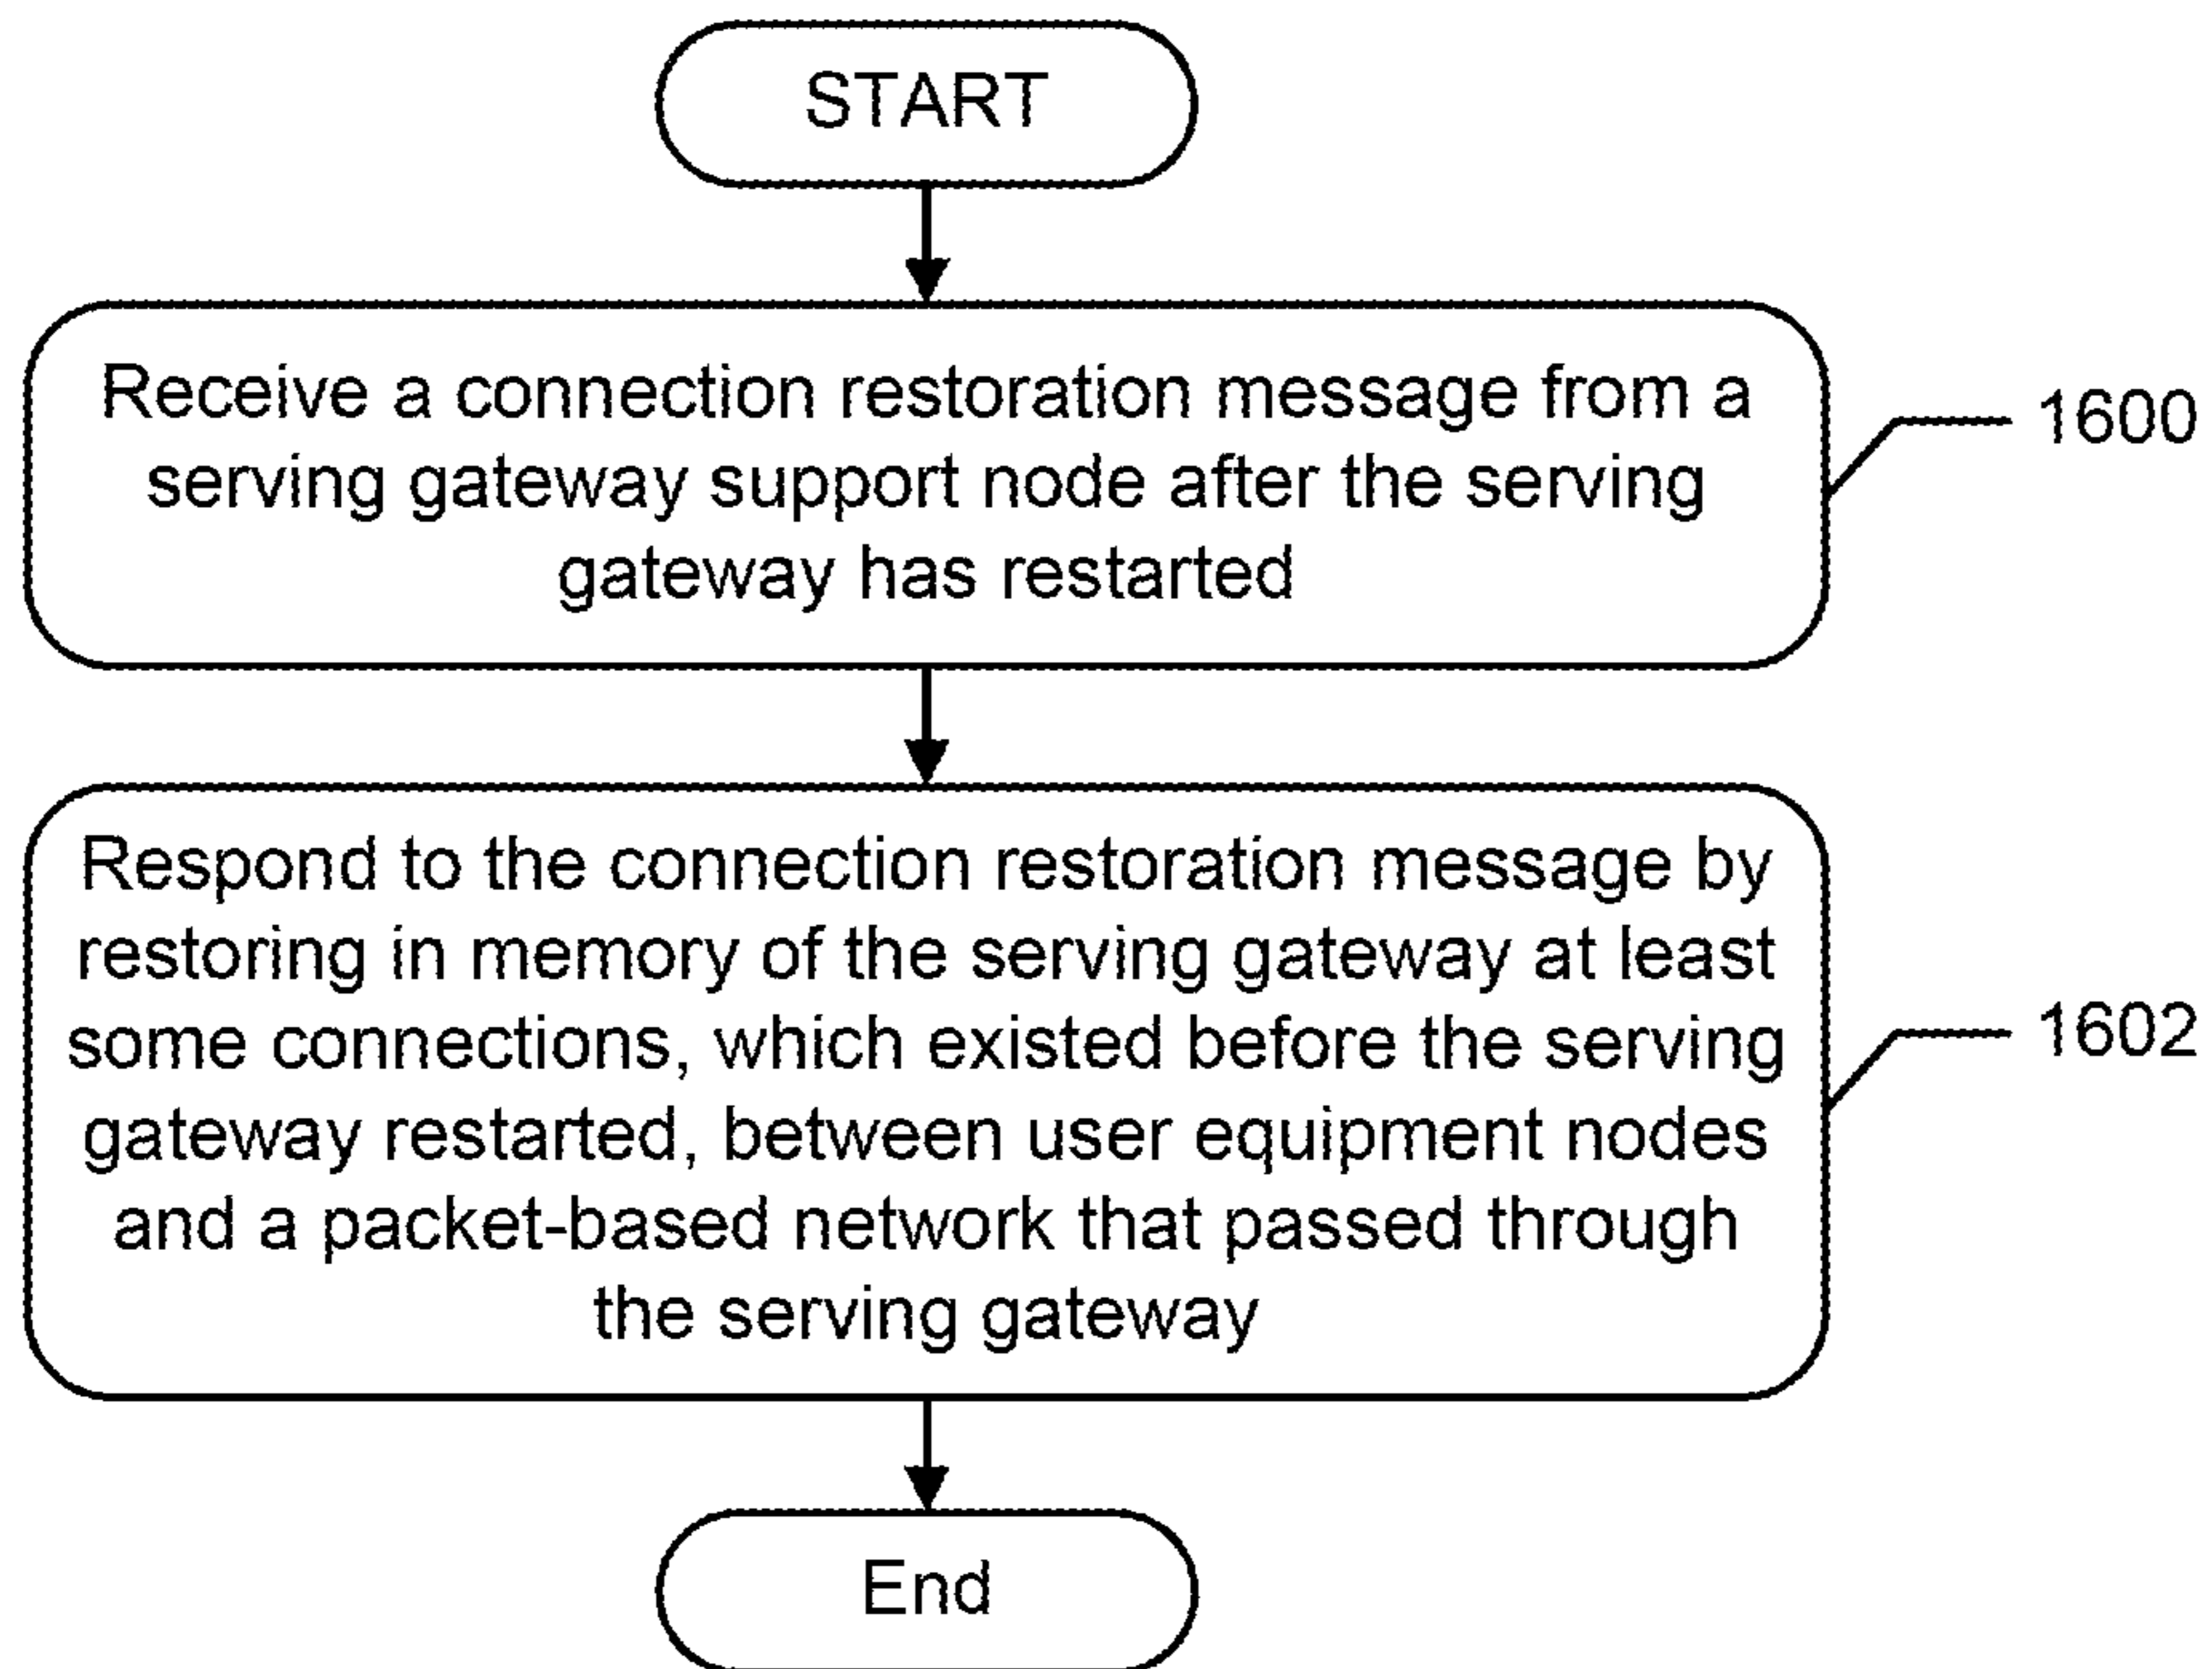 START
Receive a connection restoration message from a
serving gateway support node after the serving
gateway has restarted
1600
Respond to the connection restoration message by
restoring in memory of the serving gateway at least
some connections, which existed before the serving
gateway restarted, between user equipment nodes
and a packet-based network that passed through
the serving gateway
1602
End